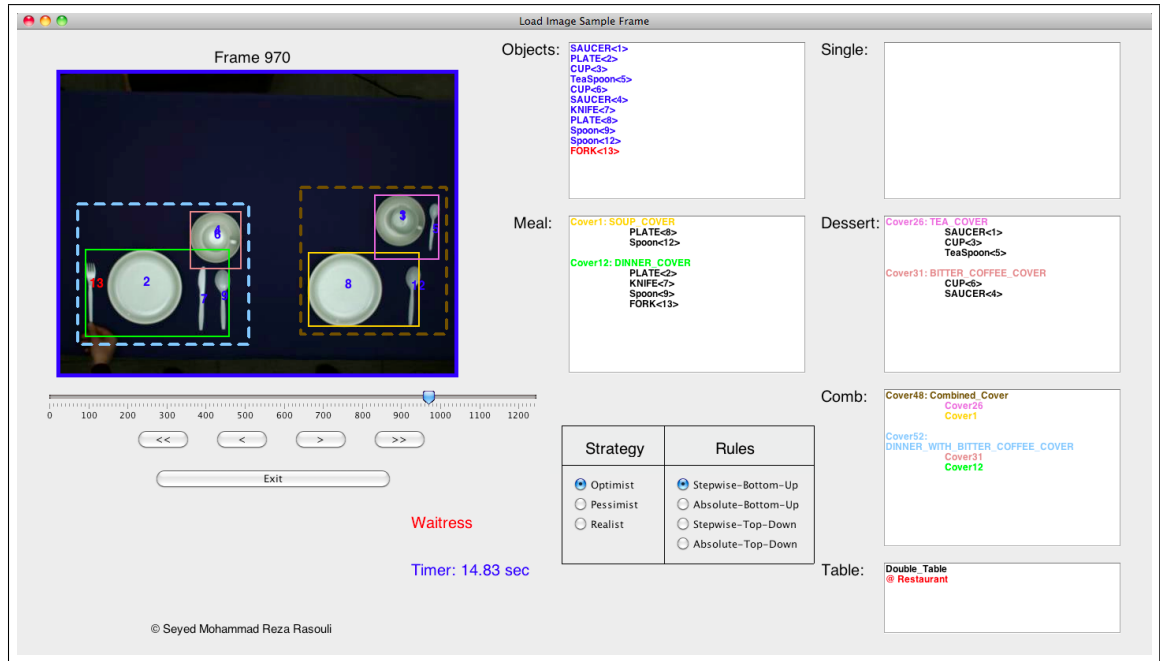 Load Image Sample Frame
Frame 970
13
2
4
6
7
9
3
5
8
12
0 100 200 300 400 500 600 700 800 900 1000 1100 1200
<< < > >>
Exit
Waitress
Timer: 14.83 sec
© Seyed Mohammad Reza Rasouli
Objects:
SAUCER<1>
PLATE<2>
CUP<3>
TeaSpoon<5>
CUP<6>
SAUCER<4>
KNIFE<7>
PLATE<8>
Spoon<9>
Spoon<12>
FORK<13>
Single:
Meal:
Cover1: SOUP_COVER
PLATE<8>
Spoon<12>
Cover12: DINNER_COVER
PLATE<2>
KNIFE<7>
Spoon<9>
FORK<13>
Dessert:
Cover26: TEA_COVER
SAUCER<1>
CUP<3>
TeaSpoon<5>
Cover31: BITTER_COFFEE_COVER
CUP<6>
SAUCER<4>
Strategy
Optimist
Pessimist
Realist
Rules
Stepwise-Bottom-Up
Absolute-Bottom-Up
Stepwise-Top-Down
Absolute-Top-Down
Comb:
Cover48: Combined_Cover
Cover26
Cover1
Cover52:
DINNER_WITH_BITTER_COFFEE_COVER
Cover31
Cover12
Table:
Double_Table
@ Restaurant